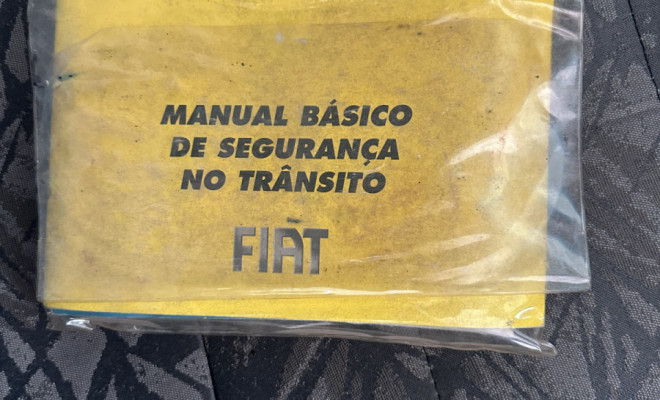 MANUAL BÁSICO
DE SEGURANÇA
NO TRÂNSITO
FIAT